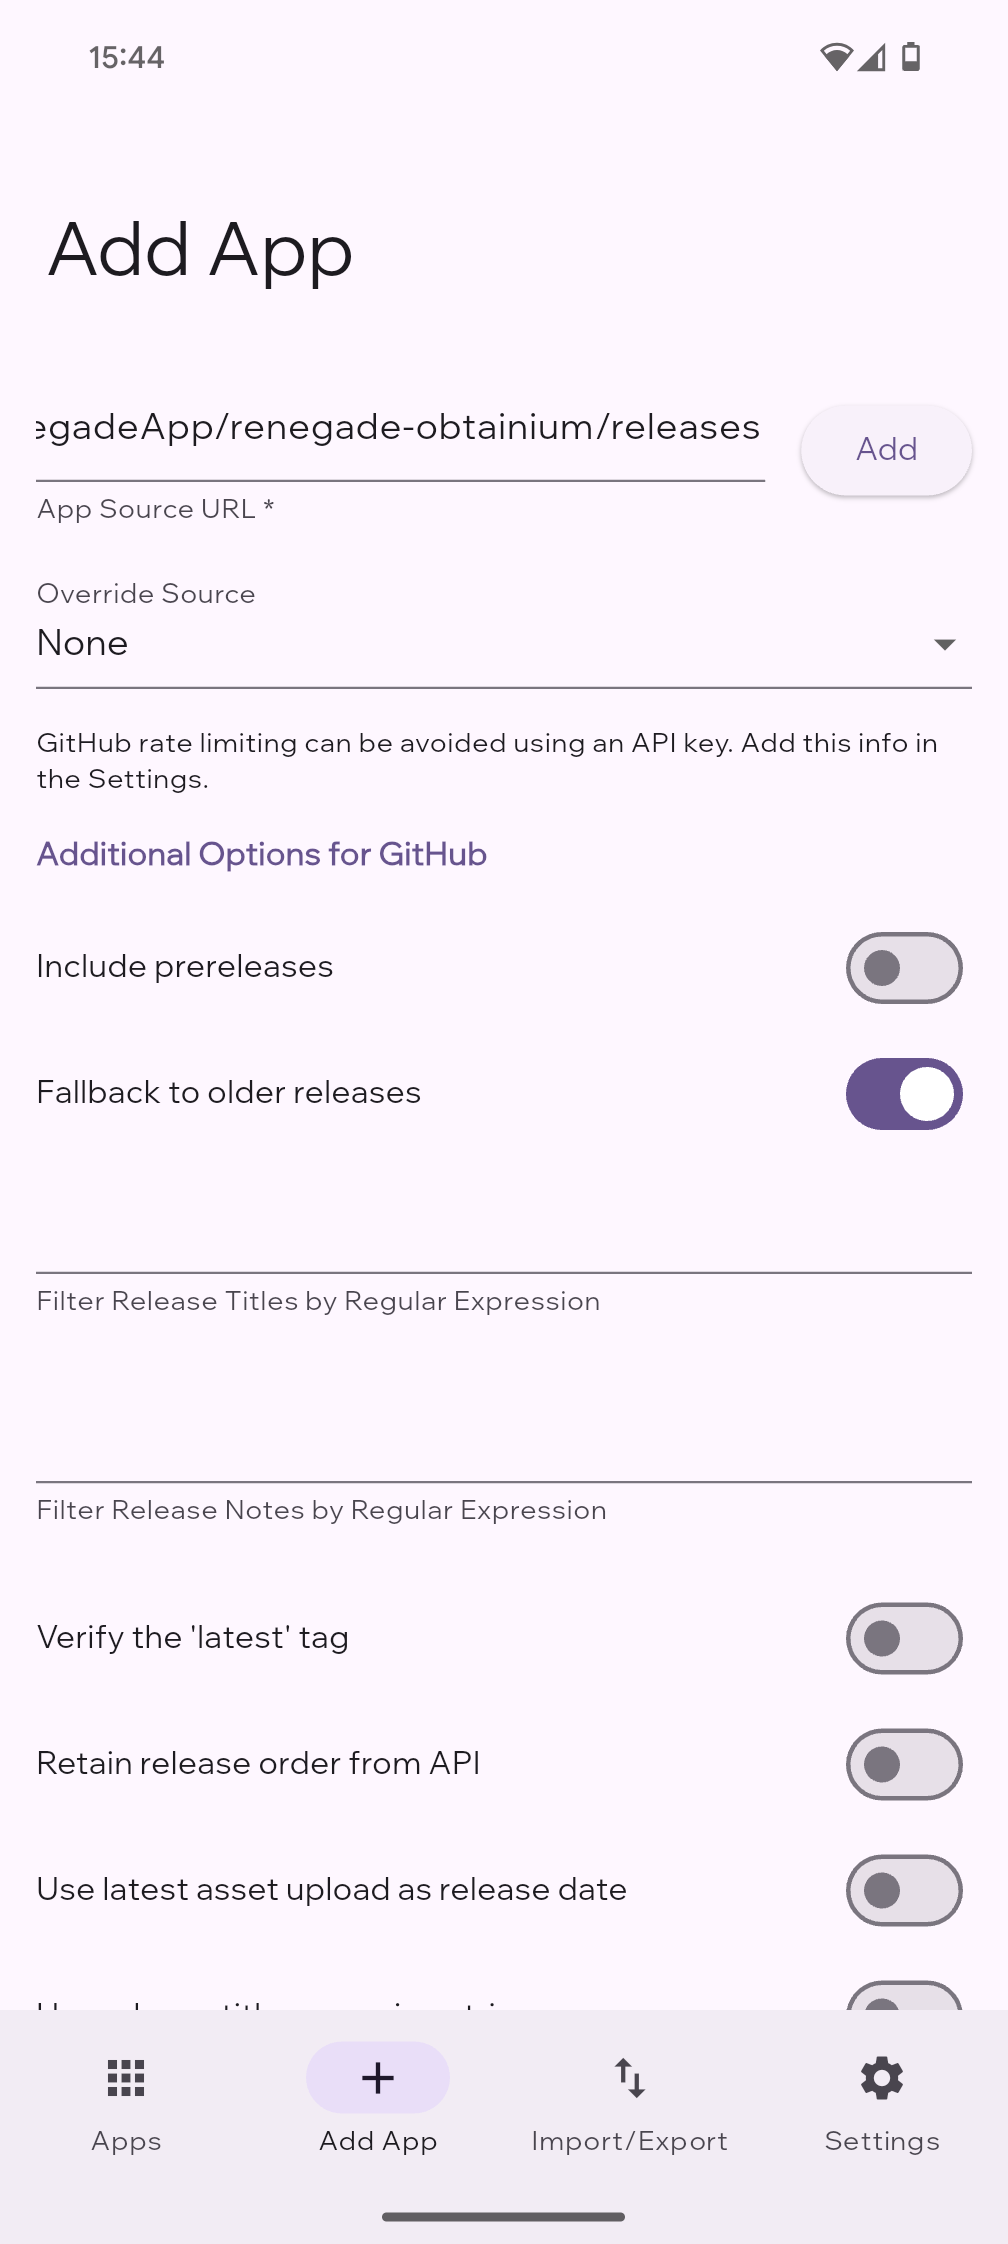 15:44
Add App
egadeApp/renegade-obtainium/releases
Add
App Source URL *
Override Source
None
GitHub rate limiting can be avoided using an API key. Add this info in
the Settings.
Additional Options for GitHub
Include prereleases
Fallback to older releases
Filter Release Titles by Regular Expression
Filter Release Notes by Regular Expression
Verify the 'latest' tag
Retain release order from API
Use latest asset upload as release date
Apps
Add App
Import/Export
Settings